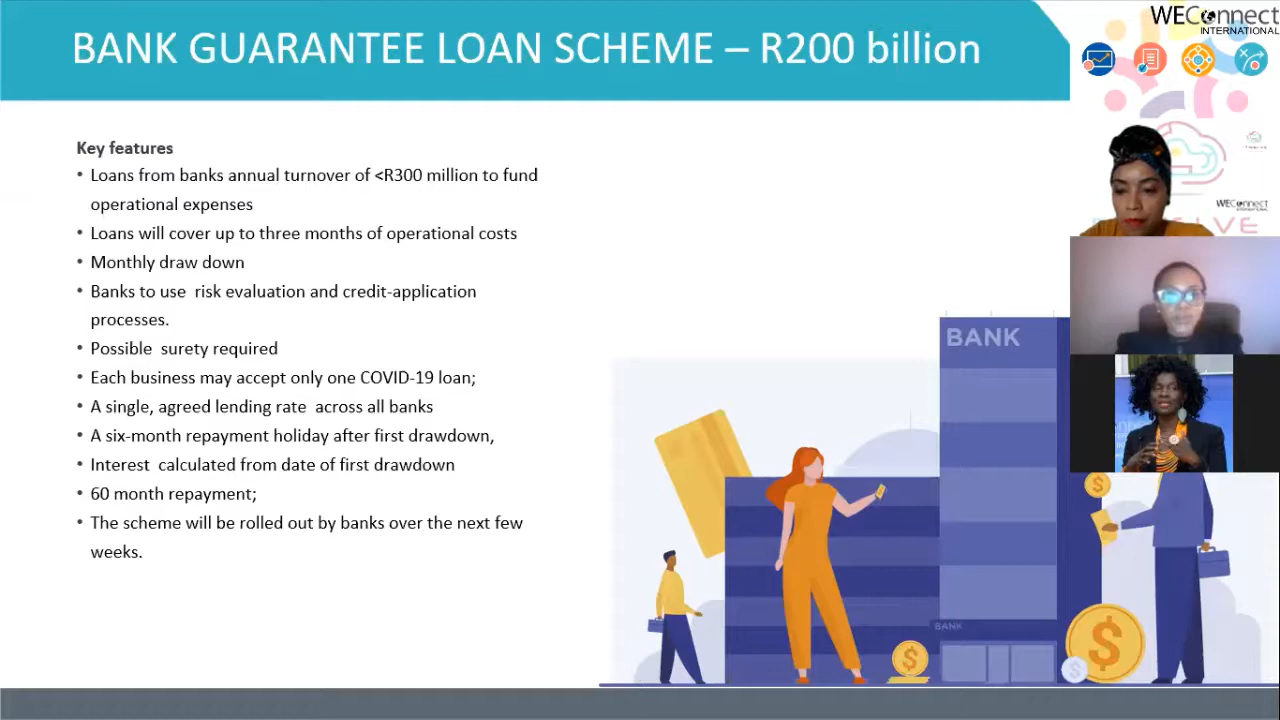 BANK GUARANTEE LOAN SCHEME – R200 billion
WEConnect
INTERNATIONAL
Key features
• Loans from banks annual turnover of <R300 million to fund
operational expenses
• Loans will cover up to three months of operational costs
• Monthly draw down
• Banks to use risk evaluation and credit-application
processes.
• Possible surety required
• Each business may accept only one COVID-19 loan;
• A single, agreed lending rate across all banks
• A six-month repayment holiday after first drawdown,
• Interest calculated from date of first drawdown
• 60 month repayment;
• The scheme will be rolled out by banks over the next few
weeks.
WEConnect
INTERNATIONAL
BANK
BANK